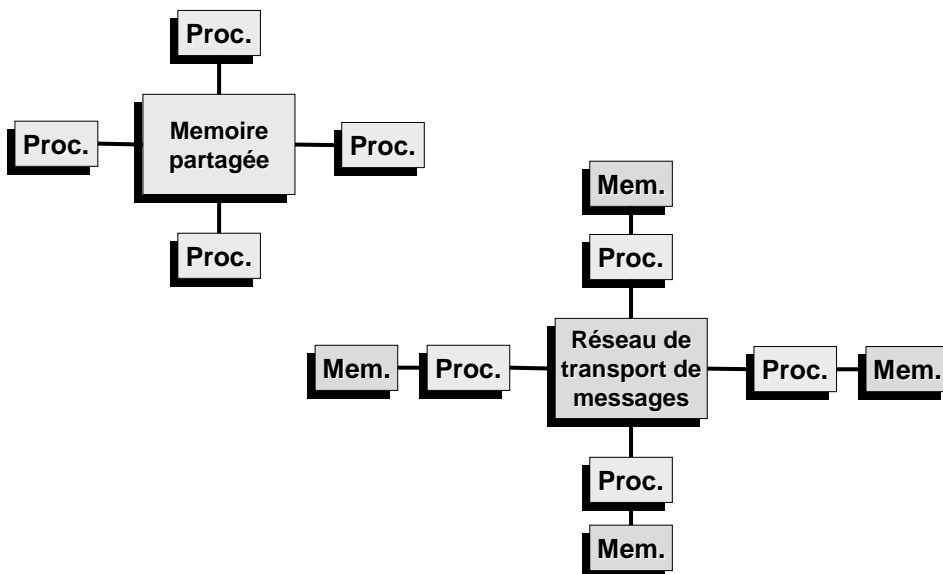 Proc.
Proc.
Memoire
partagée
Proc.
Proc.
Mem.
Proc.
Mem.
Proc.
Réseau de
transport de
messages
Proc.
Mem.
Proc.
Mem.